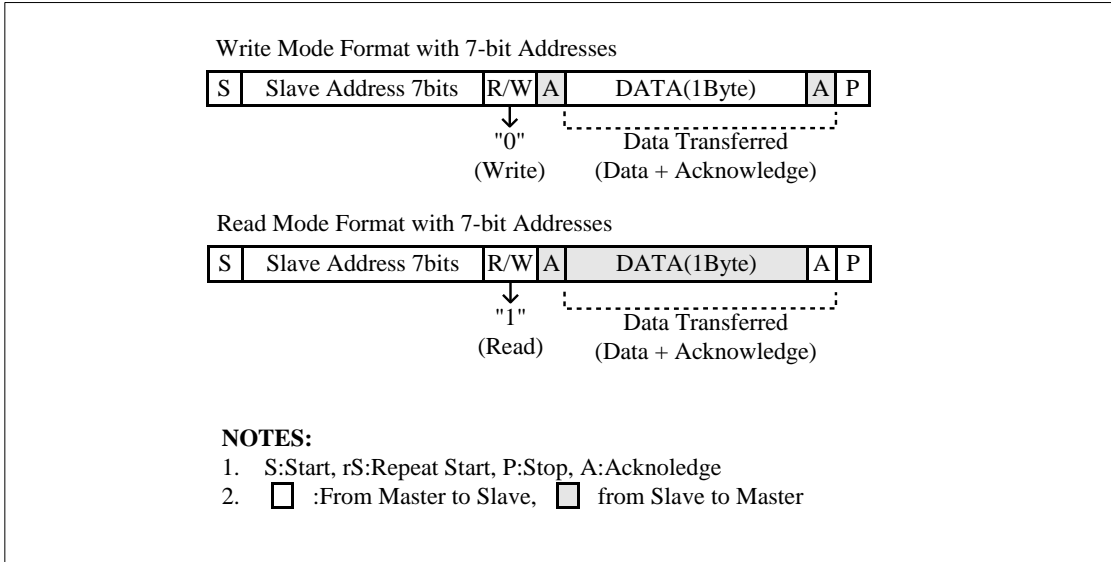 Write Mode Format with 7-bit Addresses
S Slave Address 7bits R/W A DATA(1Byte) A P
"0" Data Transferred
(Write) (Data + Acknowledge)
Read Mode Format with 7-bit Addresses
S Slave Address 7bits R/W A DATA(1Byte) A P
"1" Data Transferred
(Read) (Data + Acknowledge)
NOTES:
1. S:Start, rS:Repeat Start, P:Stop, A:Acknoledge
2. :From Master to Slave, from Slave to Master